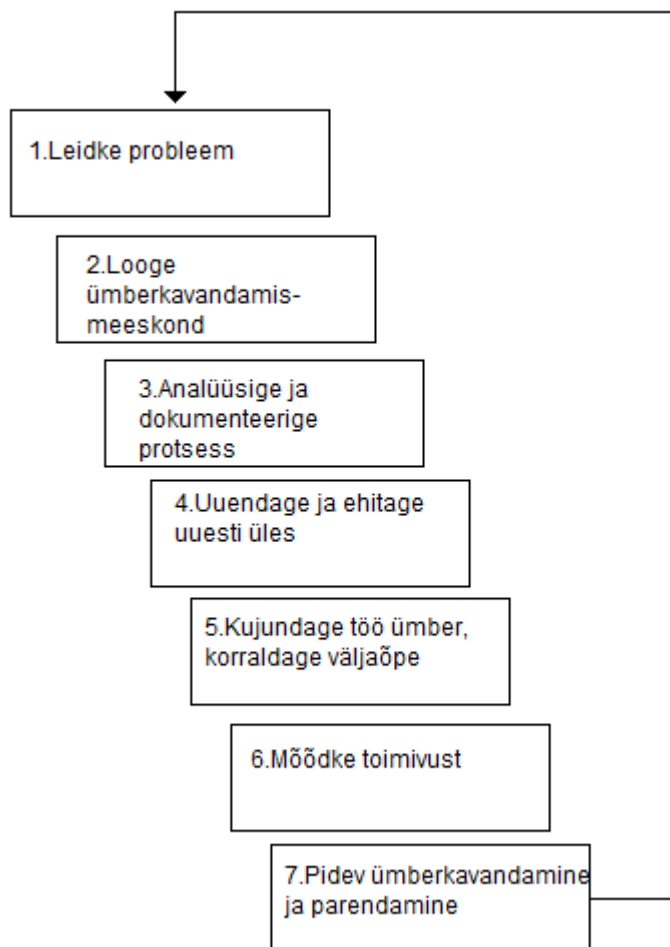 1.Leidke probleem
2.Looge
ümberkavandamis-
meeskond
3.Analüüsige ja
dokumenteerige
protsess
4.Uuendage ja ehitage
uuesti üles
5.Kujundage töö ümber,
korraldage väljaõpe
6.Mõõdke toimivust
7.Pidev ümberkavandamine
ja parendamine